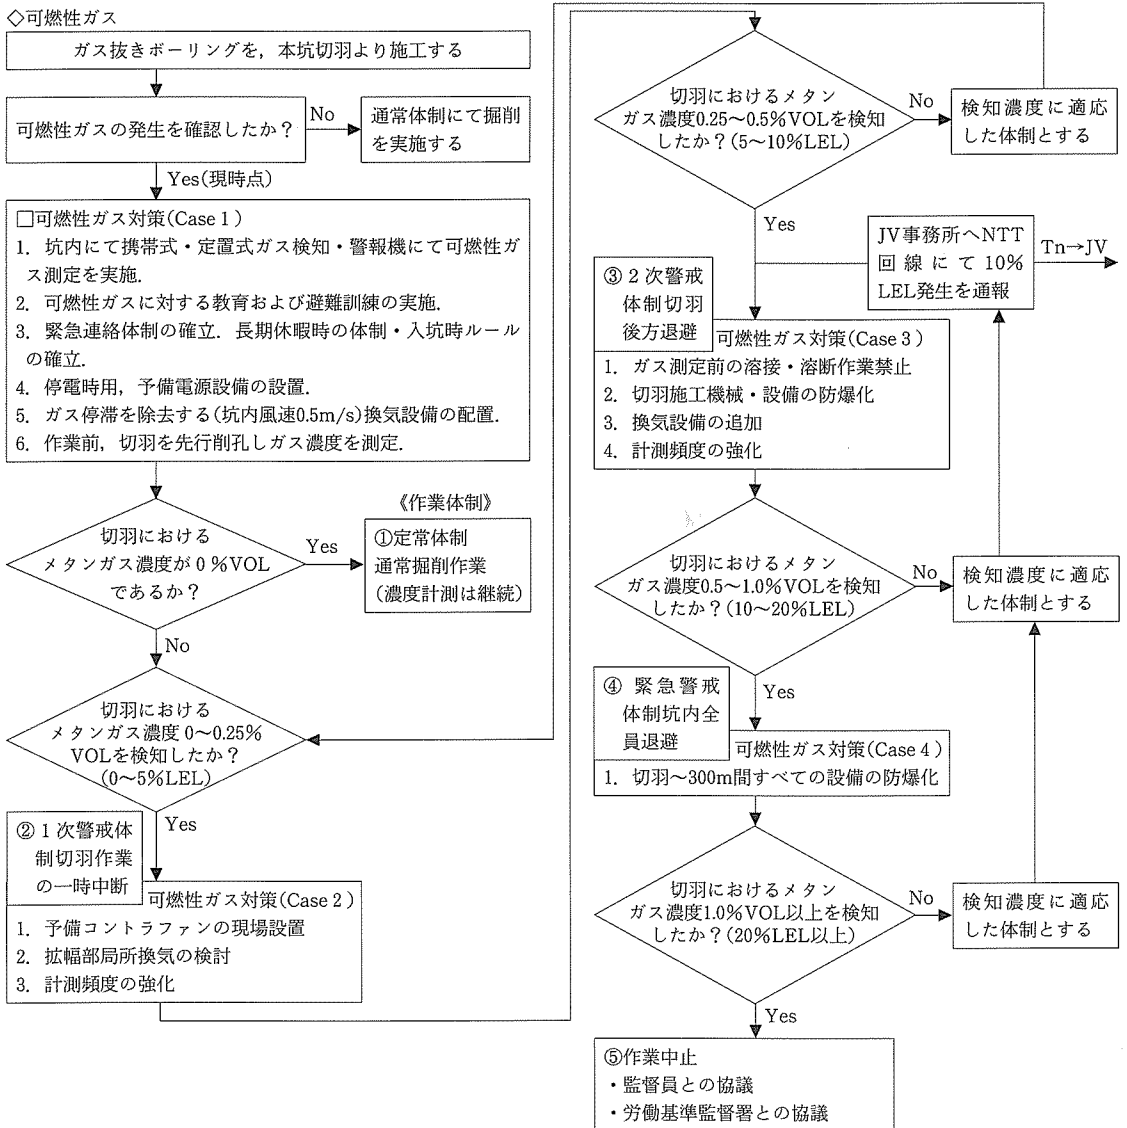 ◇可燃性ガス
ガス抜きボーリングを，本坑切羽より施工する
可燃性ガスの発生を確認したか？
No
通常体制にて掘削
を実施する
Yes(現時点)
□可燃性ガス対策(Case 1)
1. 坑内にて携帯式・定置式ガス検知・警報機にて可燃性ガ
ス測定を実施.
2. 可燃性ガスに対する教育および避難訓練の実施.
3. 緊急連絡体制の確立．長期休暇時の体制・入坑時ルール
の確立.
4. 停電時用，予備電源設備の設置.
5. ガス停滞を除去する(坑内風速0.5m/s)換気設備の配置.
6. 作業前，切羽を先行削孔しガス濃度を測定.
切羽における
メタンガス濃度が0％VOL
であるか？
Yes
《作業体制》
①定常体制
通常掘削作業
(濃度計測は継続)
No
切羽における
メタンガス濃度0～0.25％
VOLを検知したか？
(0～5％LEL)
Yes
②1次警戒体
制切羽作業
の一時中断
可燃性ガス対策(Case 2)
1. 予備コントラファンの現場設置
2. 拡幅部局所換気の検討
3. 計測頻度の強化
切羽におけるメタン
ガス濃度0.25～0.5％VOLを検知
したか？(5～10％LEL)
No
検知濃度に適応
した体制とする
Yes
JV事務所へNTT
回線にて10％
LEL発生を通報
Tn→JV
③2次警戒
体制切羽
後方退避
可燃性ガス対策(Case 3)
1. ガス測定前の溶接・溶断作業禁止
2. 切羽施工機械・設備の防爆化
3. 換気設備の追加
4. 計測頻度の強化
切羽におけるメタン
ガス濃度0.5～1.0％VOLを検知
したか？(10～20％LEL)
No
検知濃度に適応
した体制とする
Yes
④緊急警戒
体制坑内全
員退避
可燃性ガス対策(Case 4)
1. 切羽～300m間すべての設備の防爆化
切羽におけるメタン
ガス濃度1.0％VOL以上を検知
したか？(20％LEL以上)
No
検知濃度に適応
した体制とする
Yes
⑤作業中止
・監督員との協議
・労働基準監督署との協議